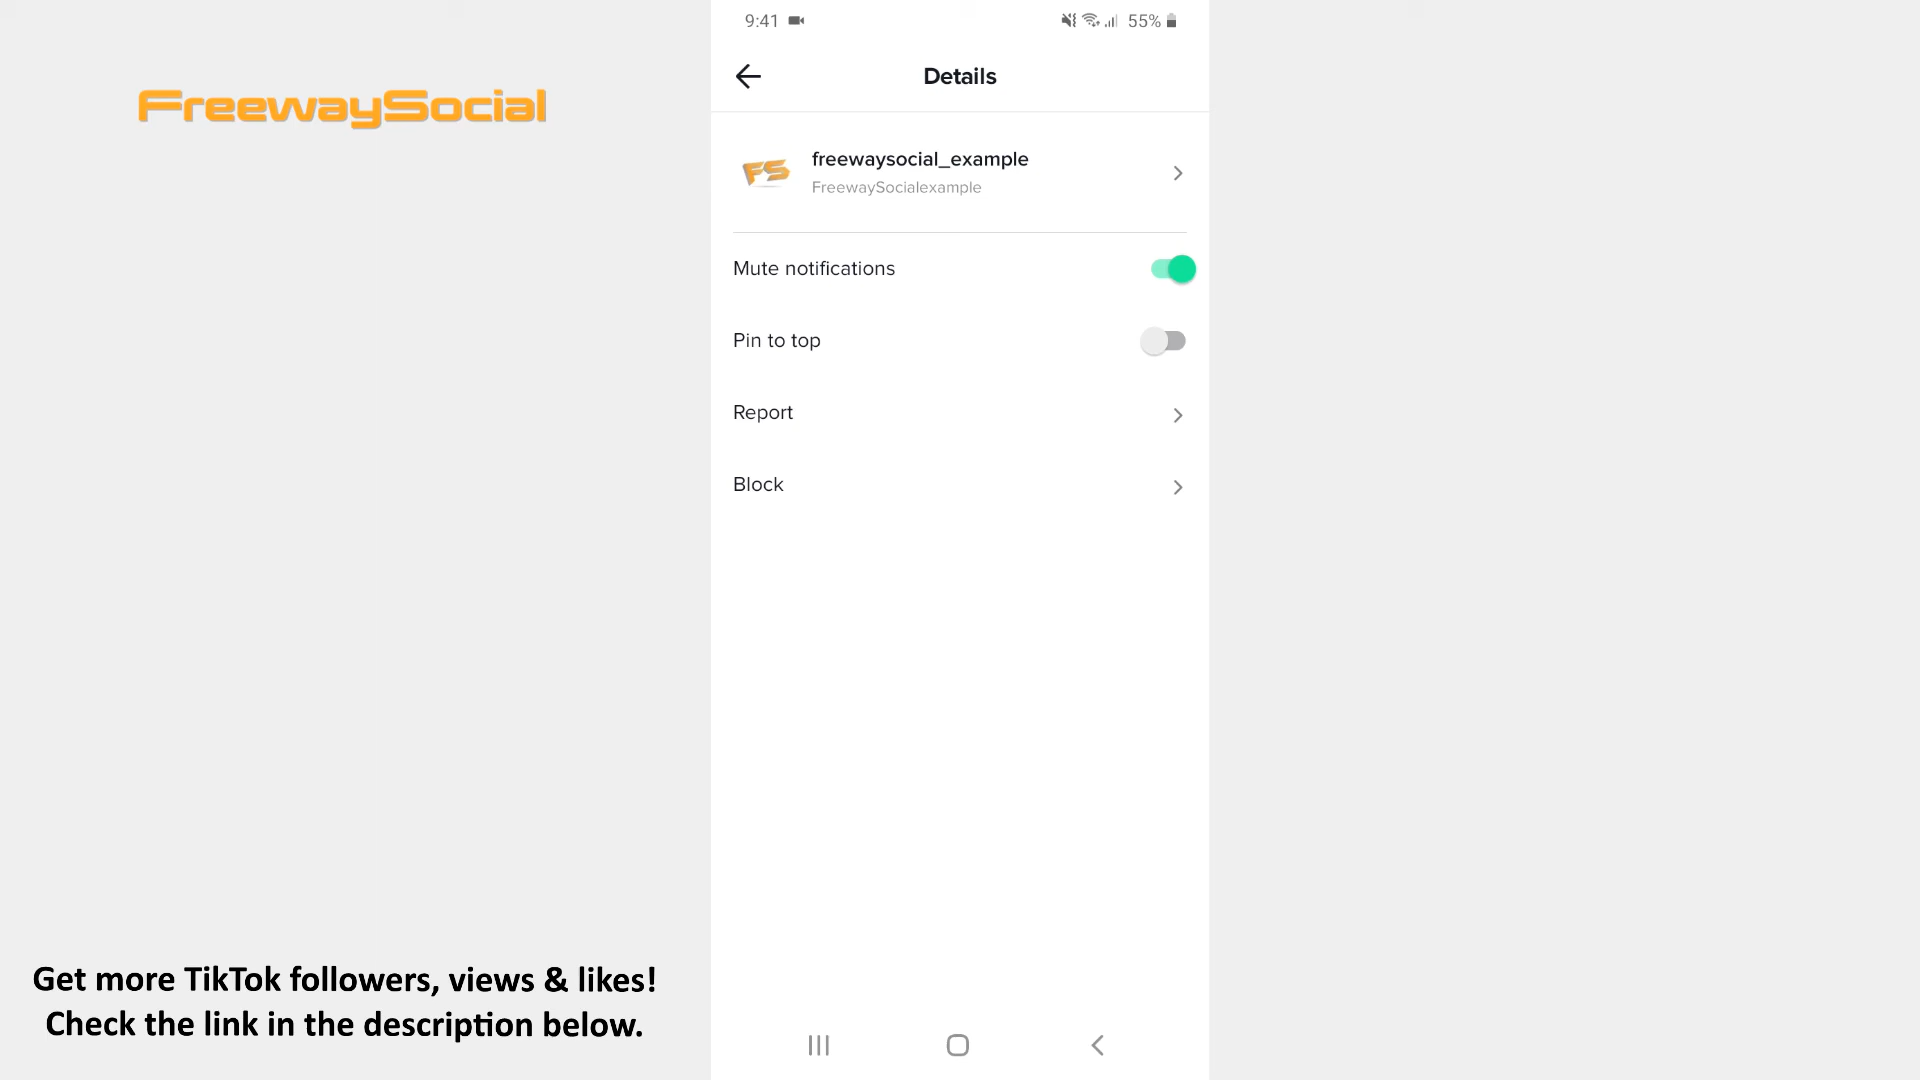 9:41
55%
Details
FreewaySocial
FS
freewaysocial_example
FreewaySocialexample
Mute notifications
Pin to top
Report
Block
Get more TikTok followers, views & likes!
Check the link in the description below.